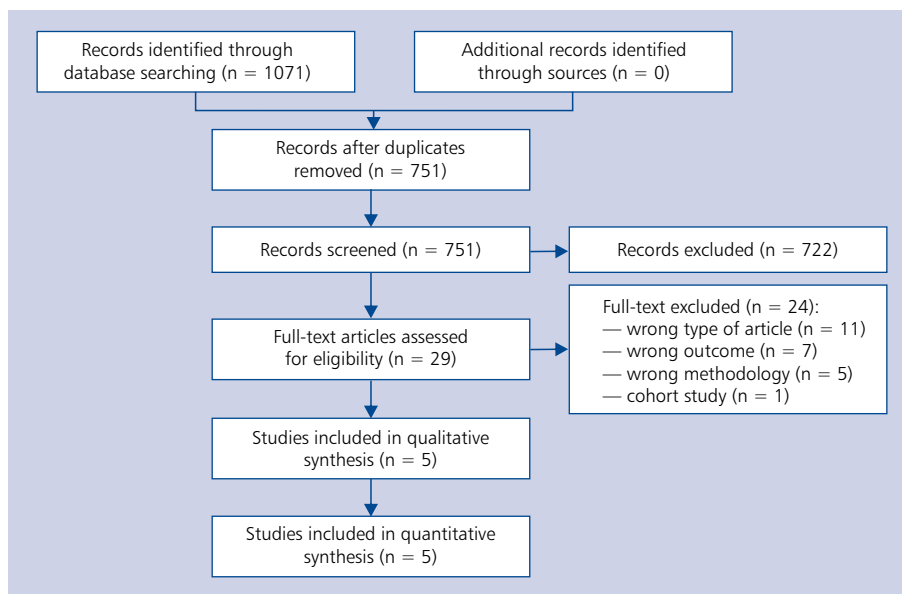 Records identified through
database searching (n = 1071)
Additional records identified
through sources (n = 0)
Records after duplicates
removed (n = 751)
Records screened (n = 751)
Records excluded (n = 722)
Full-text articles assessed
for eligibility (n = 29)
Full-text excluded (n = 24):
— wrong type of article (n = 11)
— wrong outcome (n = 7)
— wrong methodology (n = 5)
— cohort study (n = 1)
Studies included in qualitative
synthesis (n = 5)
Studies included in quantitative
synthesis (n = 5)